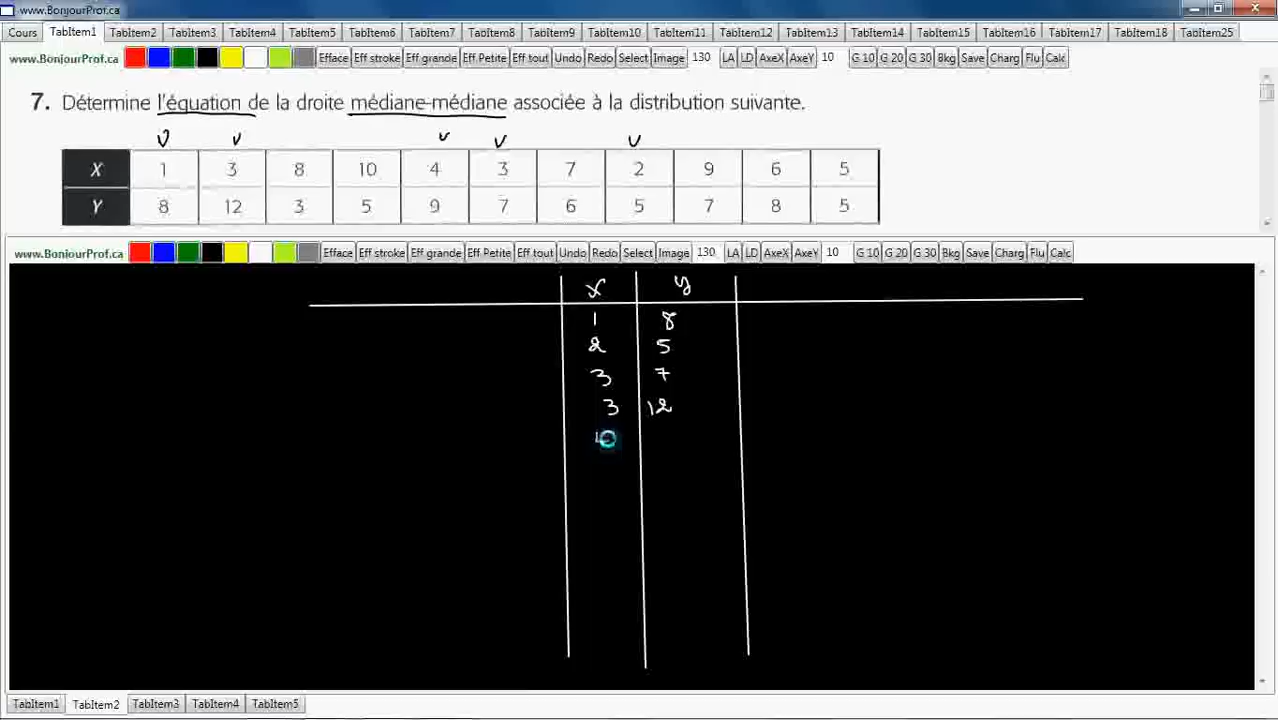 www.BonjourProf.ca
Cours TabItem1 TabItem2 TabItem3 TabItem4 TabItem5 TabItem6 TabItem7 TabItem8 TabItem9 TabItem10 TabItem11 TabItem12 TabItem13 TabItem14 TabItem15 TabItem16 TabItem17 TabItem18 TabItem25
www.BonjourProf.ca Efface Eff stroke Eff grande Eff Petite Eff tout Undo Redo Select Image 130 LA LD AxeX AxeY 10 G 10 G 20 G 30 Bkg Save Charg Flu Calc
7. Détermine l'équation de la droite médiane-médiane associée à la distribution suivante.
X 1 3 8 10 4 3 7 2 9 6 5
Y 8 12 3 5 9 7 6 5 7 8 5
www.BonjourProf.ca Efface Eff stroke Eff grande Eff Petite Eff tout Undo Redo Select Image 130 LA LD AxeX AxeY 10 G 10 G 20 G 30 Bkg Save Charg Flu Calc
x y
1 8
2 5
3 7
3 12
TabItem1 TabItem2 TabItem3 TabItem4 TabItem5